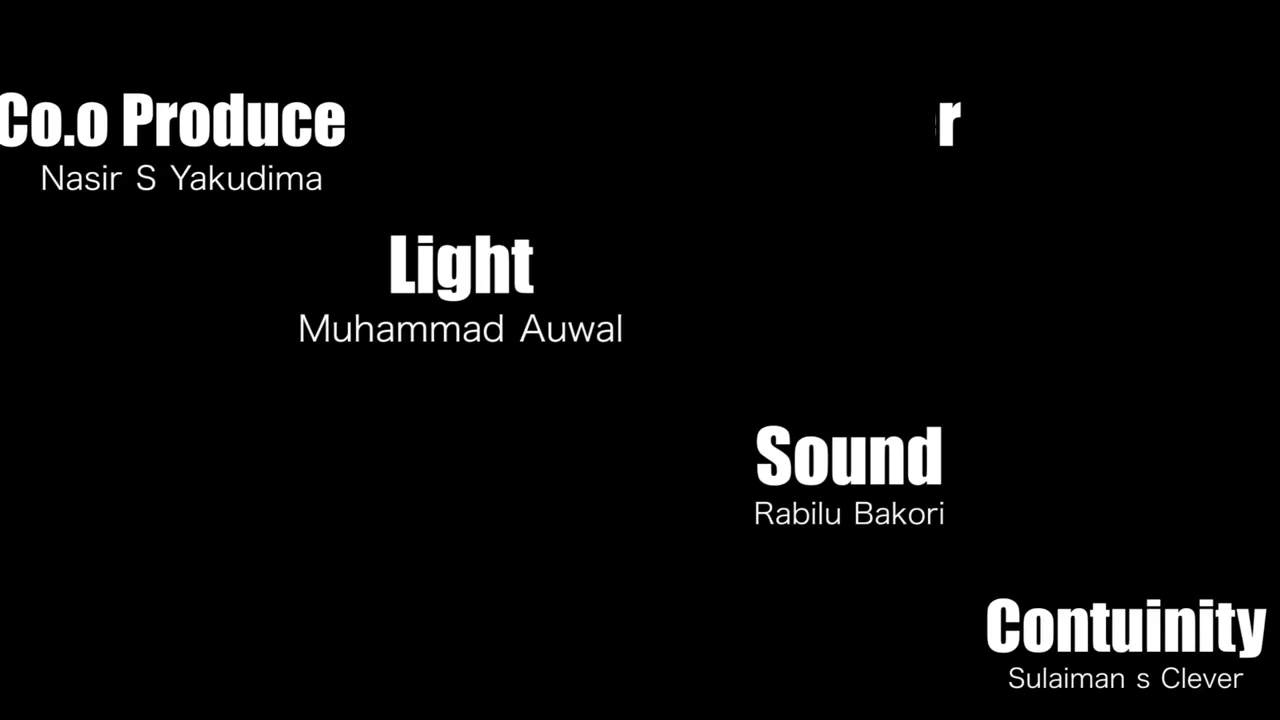 Co.o Produce r
Nasir S Yakudima
Light
Muhammad Auwal
Sound
Rabilu Bakori
Contuinity
Sulaiman s Clever